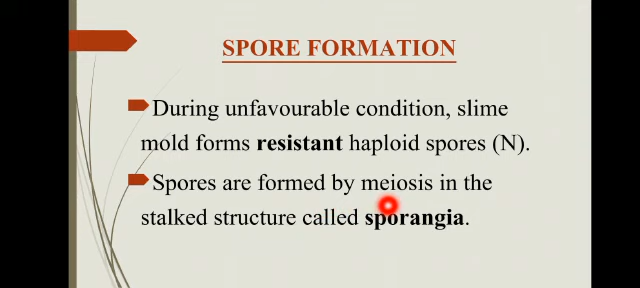 SPORE FORMATION
During unfavourable condition, slime
mold forms resistant haploid spores (N).
Spores are formed by meiosis in the
stalked structure called sporangia.